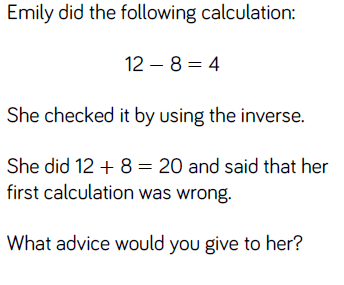 Emily did the following calculation:
12 – 8 = 4
She checked it by using the inverse.
She did 12 + 8 = 20 and said that her
first calculation was wrong.
What advice would you give to her?